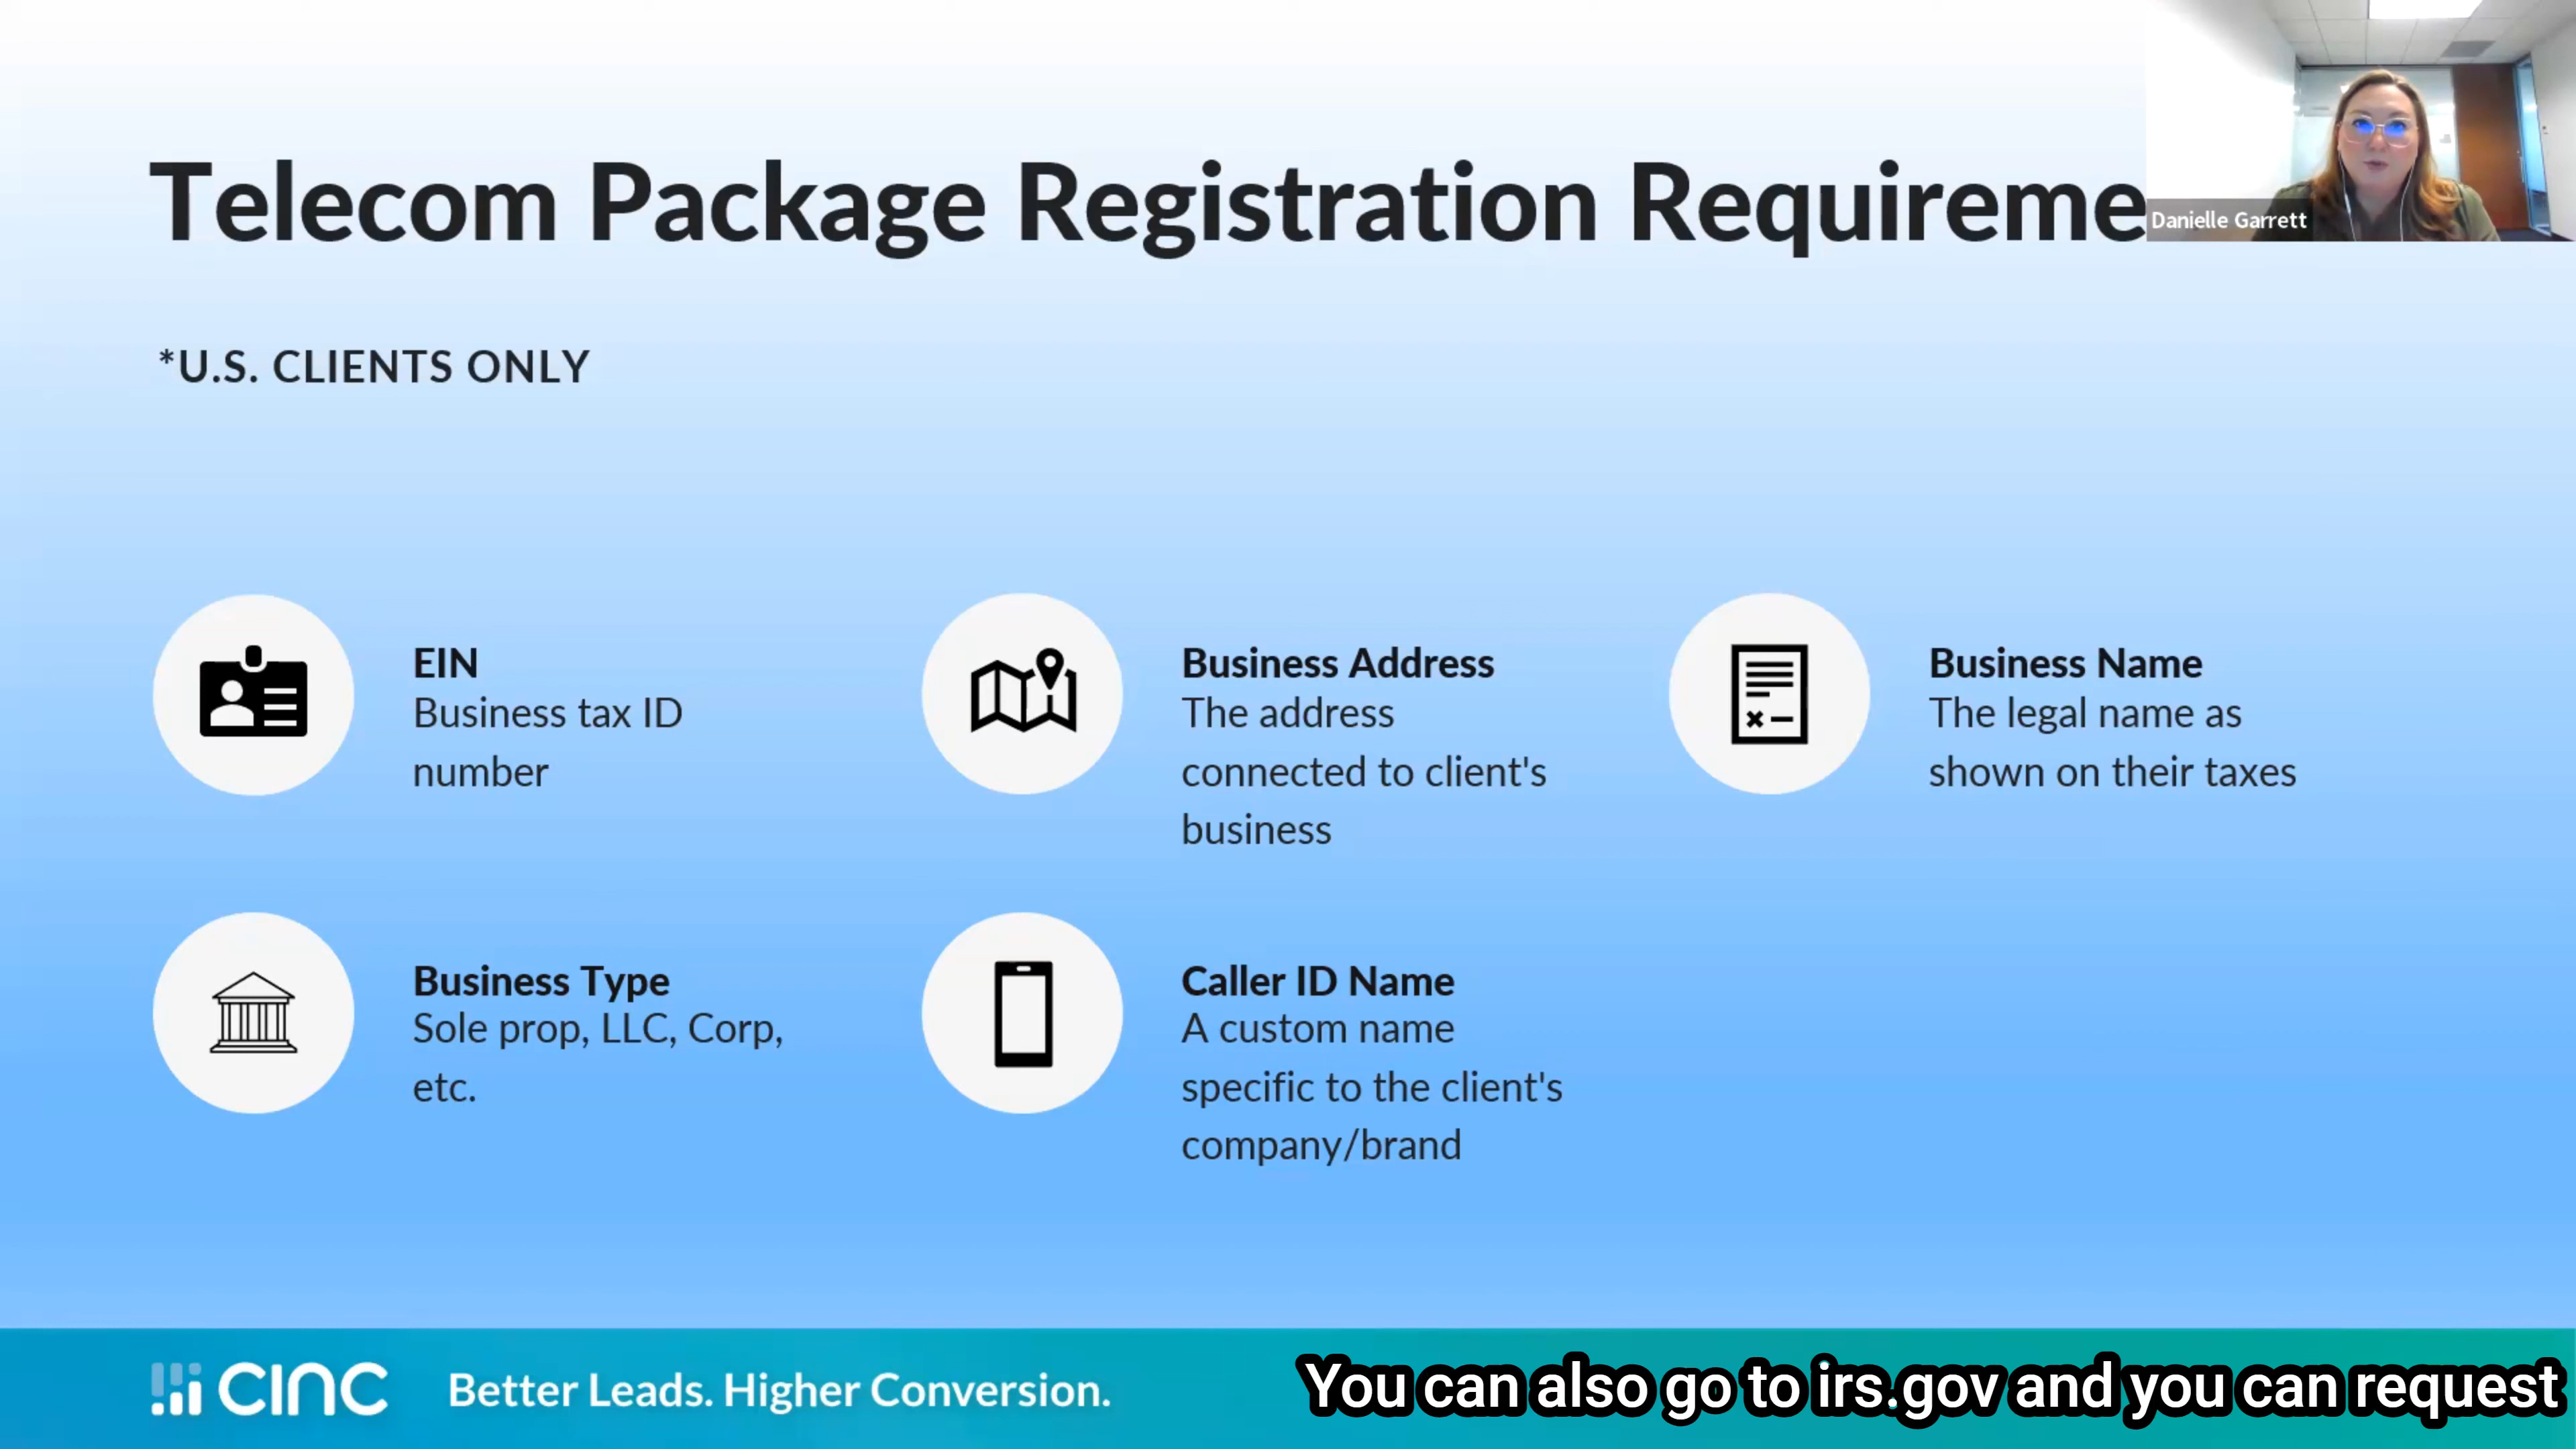 Telecom Package Registration Requireme
Danielle Garrett
*U.S. CLIENTS ONLY
EIN
Business tax ID
number
Business Address
The address
connected to client's
business
Business Name
The legal name as
shown on their taxes
Business Type
Sole prop, LLC, Corp,
etc.
Caller ID Name
A custom name
specific to the client's
company/brand
CINC
Better Leads. Higher Conversion.
You can also go to irs.gov and you can request